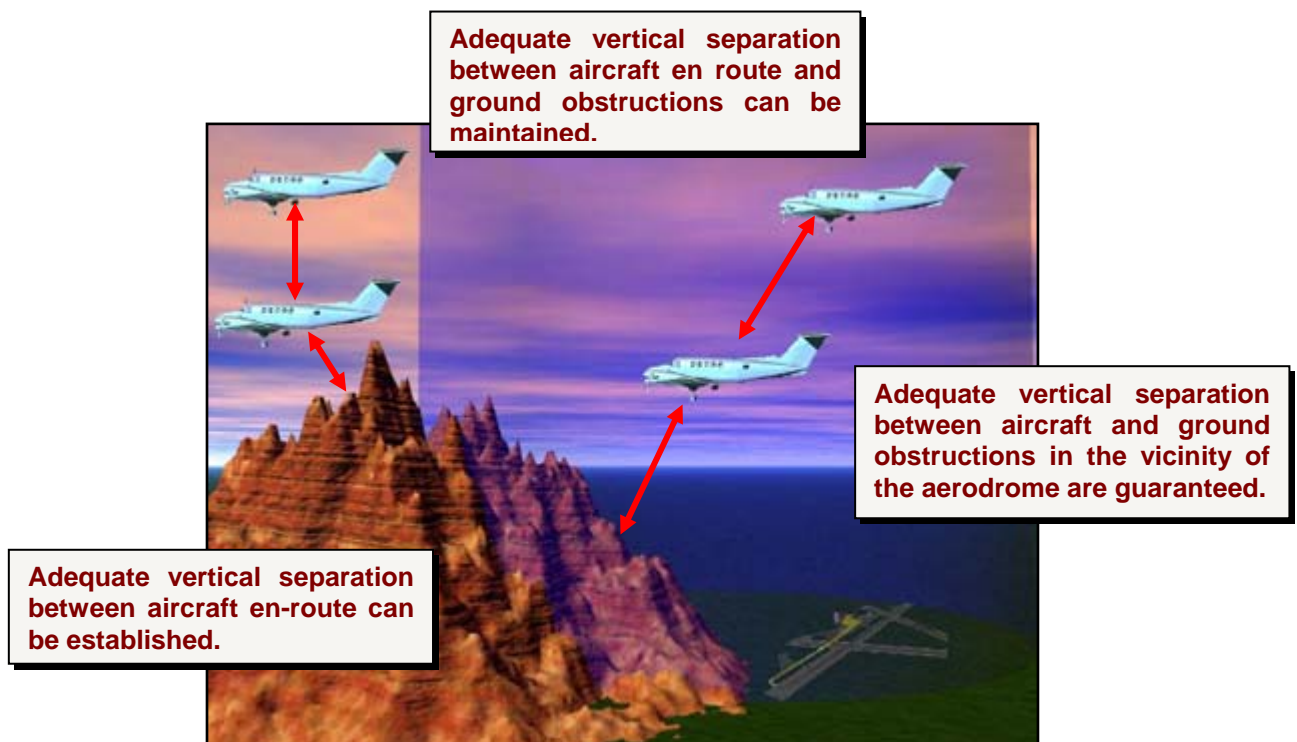 Adequate vertical separation
between aircraft en route and
ground obstructions can be
maintained.
Adequate vertical separation
between aircraft and ground
obstructions in the vicinity of
the aerodrome are guaranteed.
Adequate vertical separation
between aircraft en-route can
be established.